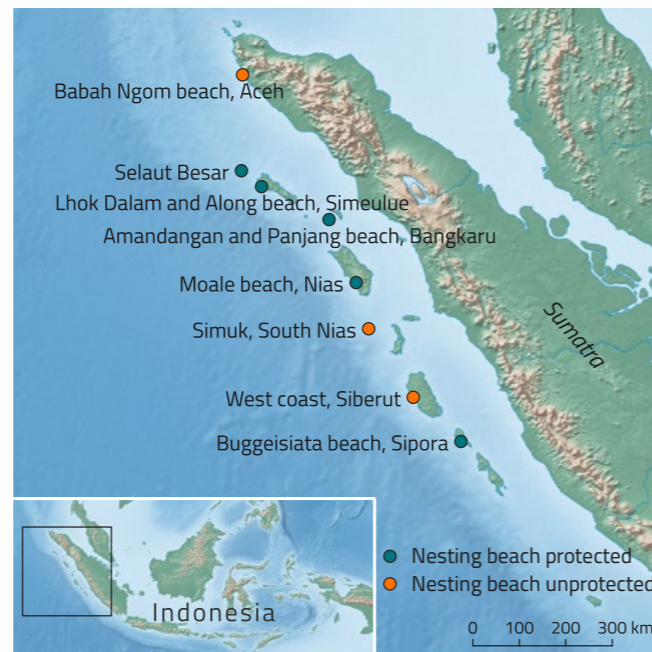 Babah Ngom beach, Aceh
Selaut Besar
Lhok Dalam and Along beach, Simeulue
Amandangan and Panjang beach, Bangkaru
Moale beach, Nias
Simuk, South Nias
Sumatra
West coast, Siberut
Buggeisiata beach, Sipora
Nesting beach protected
Nesting beach unprotected
Indonesia
0 100 200 300 km